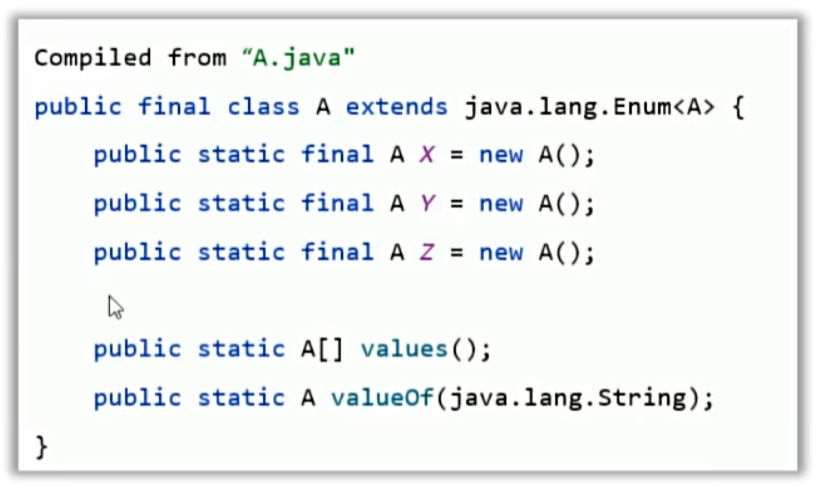 Compiled from “A.java"
public final class A extends java.lang.Enum<A> {
public static final A X = new A();
public static final A Y = new A();
public static final A Z = new A();
public static A[] values();
public static A valueOf(java.lang.String);
}